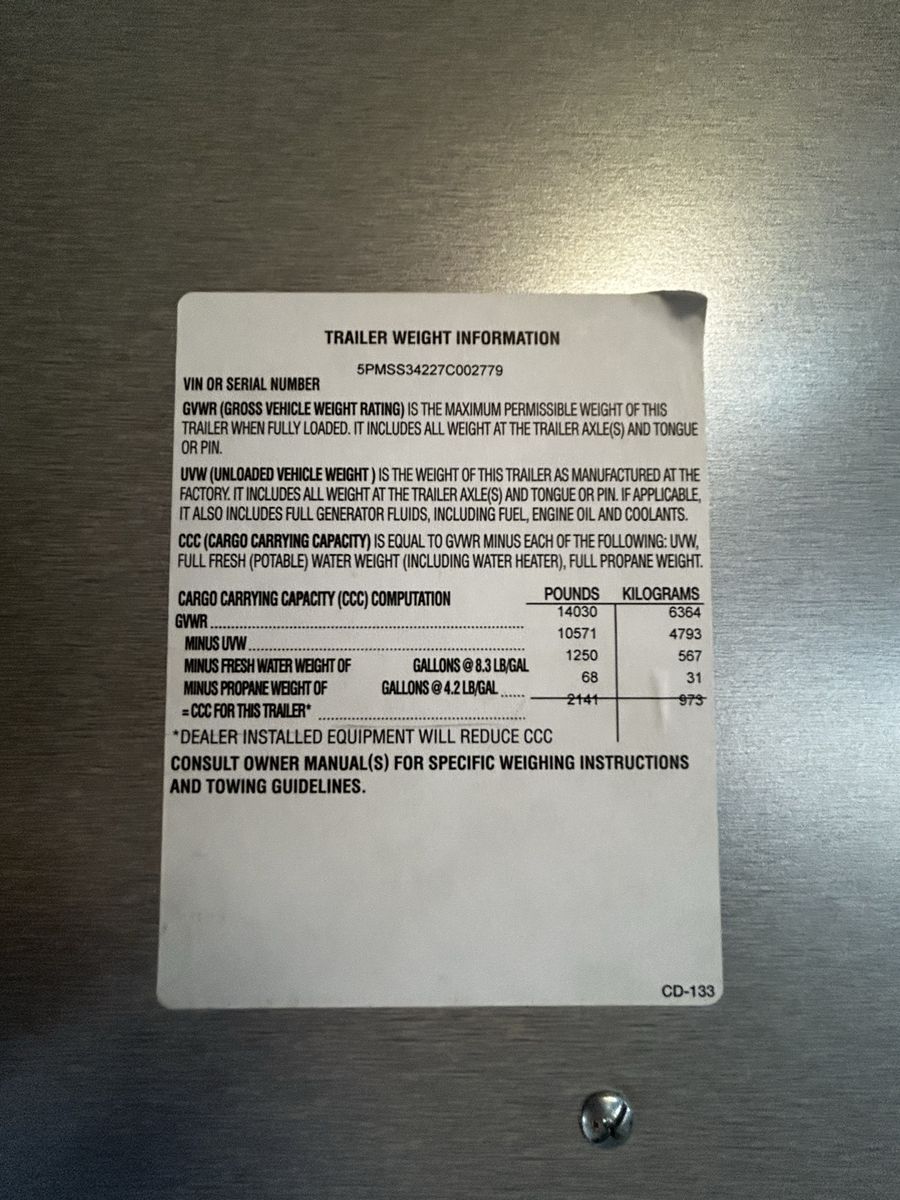 TRAILER WEIGHT INFORMATION
5PMSS34227C002779
VIN OR SERIAL NUMBER
GVWR (GROSS VEHICLE WEIGHT RATING) IS THE MAXIMUM PERMISSIBLE WEIGHT OF THIS
TRAILER WHEN FULLY LOADED. IT INCLUDES ALL WEIGHT AT THE TRAILER AXLE(S) AND TONGUE
OR PIN.
UVW (UNLOADED VEHICLE WEIGHT ) IS THE WEIGHT OF THIS TRAILER AS MANUFACTURED AT THE
FACTORY. IT INCLUDES ALL WEIGHT AT THE TRAILER AXLE(S) AND TONGUE OR PIN. IF APPLICABLE,
IT ALSO INCLUDES FULL GENERATOR FLUIDS, INCLUDING FUEL, ENGINE OIL AND COOLANTS.
CCC (CARGO CARRYING CAPACITY) IS EQUAL TO GVWR MINUS EACH OF THE FOLLOWING: UVW,
FULL FRESH (POTABLE) WATER WEIGHT (INCLUDING WATER HEATER), FULL PROPANE WEIGHT.
CARGO CARRYING CAPACITY (CCC) COMPUTATION POUNDS KILOGRAMS
GVWR 14030 6364
MINUS UVW 10571 4793
MINUS FRESH WATER WEIGHT OF GALLONS @ 8.3 LB/GAL 1250 567
MINUS PROPANE WEIGHT OF GALLONS @ 4.2 LB/GAL 68 31
= CCC FOR THIS TRAILER* 2141 973
*DEALER INSTALLED EQUIPMENT WILL REDUCE CCC
CONSULT OWNER MANUAL(S) FOR SPECIFIC WEIGHING INSTRUCTIONS
AND TOWING GUIDELINES.
CD-133